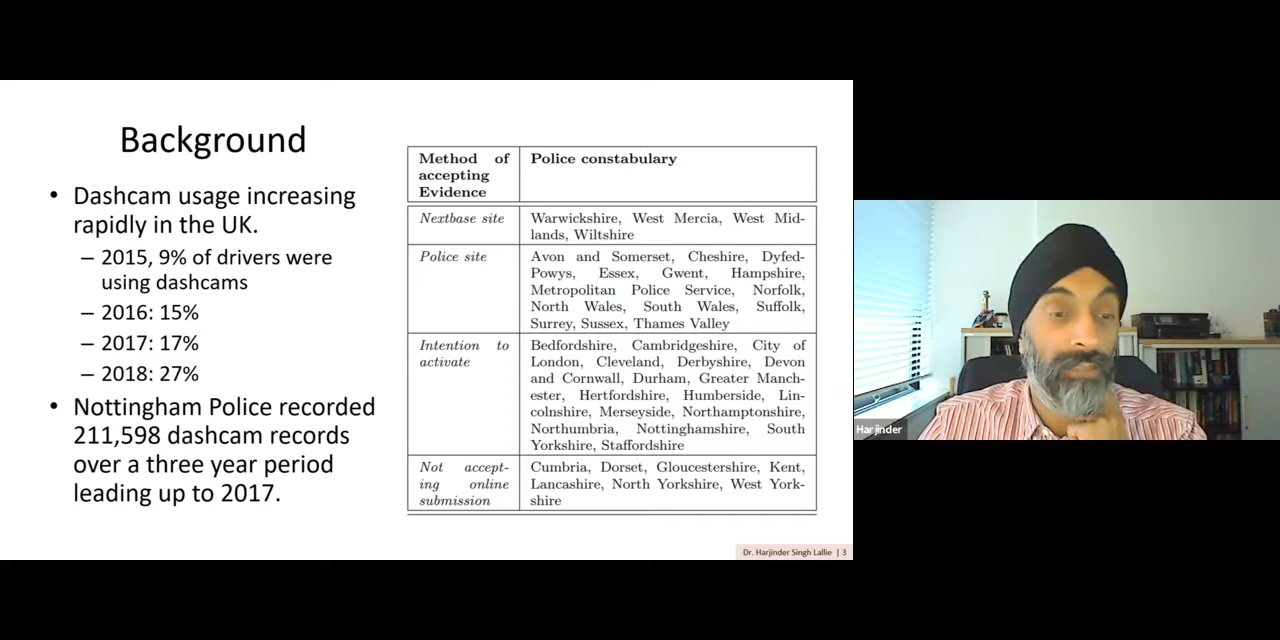 Background
• Dashcam usage increasing
rapidly in the UK.
– 2015, 9% of drivers were
using dashcams
– 2016: 15%
– 2017: 17%
– 2018: 27%
• Nottingham Police recorded
211,598 dashcam records
over a three year period
leading up to 2017.
Method of
accepting
Evidence
Police constabulary
Nextbase site
Warwickshire, West Mercia, West Mid-
lands, Wiltshire
Police site
Avon and Somerset, Cheshire, Dyfed-
Powys, Essex, Gwent, Hampshire,
Metropolitan Police Service, Norfolk,
North Wales, South Wales, Suffolk,
Surrey, Sussex, Thames Valley
Intention to
activate
Bedfordshire, Cambridgeshire, City of
London, Cleveland, Derbyshire, Devon
and Cornwall, Durham, Greater Manch-
ester, Hertfordshire, Humberside, Lin-
colnshire, Merseyside, Northamptonshire,
Northumbria, Nottinghamshire, South
Yorkshire, Staffordshire
Not accept-
ing online
submission
Cumbria, Dorset, Gloucestershire, Kent,
Lancashire, North Yorkshire, West York-
shire
Dr. Harjinder Singh Lallie | 3
Harjinder